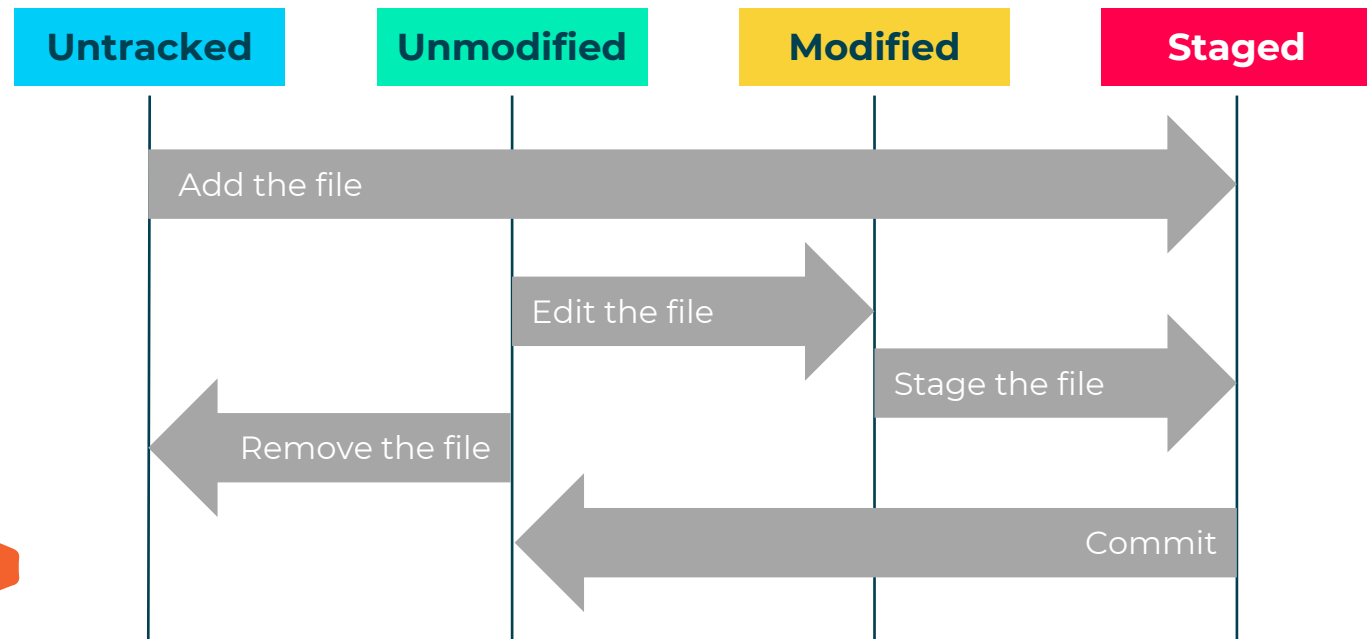 Untracked
Unmodified
Modified
Staged
Add the file
Edit the file
Stage the file
Remove the file
Commit